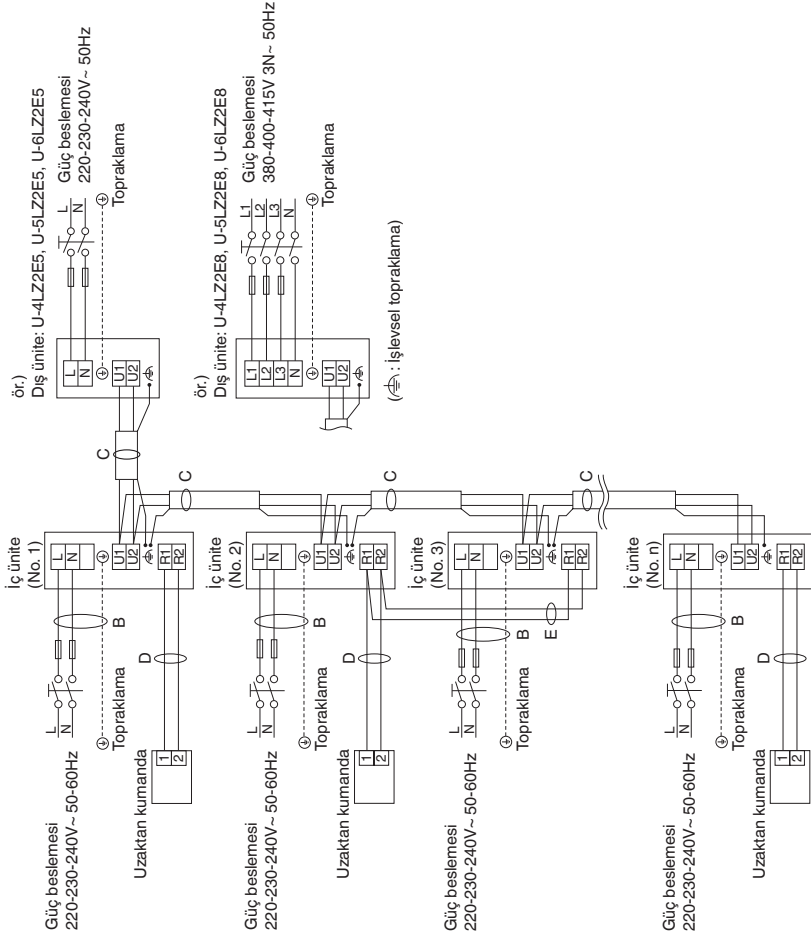 ör.)
Dış ünite: U-4LZ2E5, U-5LZ2E5, U-6LZ2E5
Güç beslemesi
220-230-240V~ 50Hz
L
N
Topraklama
L
N
U1
U2
C
ör.)
Dış ünite: U-4LZ2E8, U-5LZ2E8, U-6LZ2E8
Güç beslemesi
380-400-415V 3N~ 50Hz
L1
L2
L3
N
Topraklama
L1
L2
L3
N
U1
U2
( : İşlevsel topraklama)
İç ünite
(No. 1)
Güç beslemesi
220-230-240V~ 50-60Hz
L
N
Topraklama
B
L
N
U1
U2
R1
R2
D
Uzaktan kumanda
1
2
C
İç ünite
(No. 2)
Güç beslemesi
220-230-240V~ 50-60Hz
L
N
Topraklama
B
L
N
U1
U2
R1
R2
D
Uzaktan kumanda
1
2
C
İç ünite
(No. 3)
Güç beslemesi
220-230-240V~ 50-60Hz
L
N
Topraklama
B
E
L
N
U1
U2
R1
R2
C
İç ünite
(No. n)
Güç beslemesi
220-230-240V~ 50-60Hz
L
N
Topraklama
B
L
N
U1
U2
R1
R2
D
Uzaktan kumanda
1
2